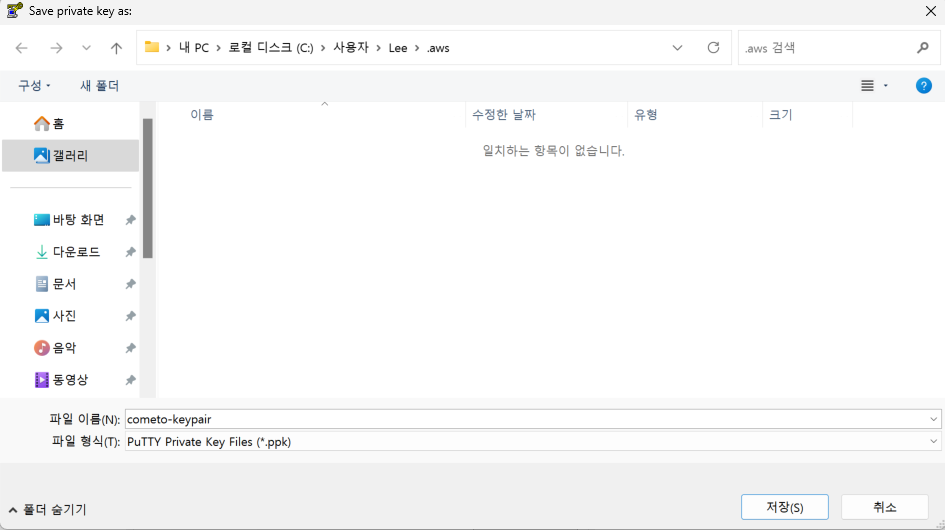 Save private key as:
내 PC > 로컬 디스크 (C:) > 사용자 > Lee > .aws
.aws 검색
구성
새 폴더
이름
수정한 날짜
유형
크기
일치하는 항목이 없습니다.
홈
갤러리
바탕 화면
다운로드
문서
사진
음악
동영상
파일 이름(N): cometo-keypair
파일 형식(T): PuTTY Private Key Files (*.ppk)
폴더 숨기기
저장(S)
취소